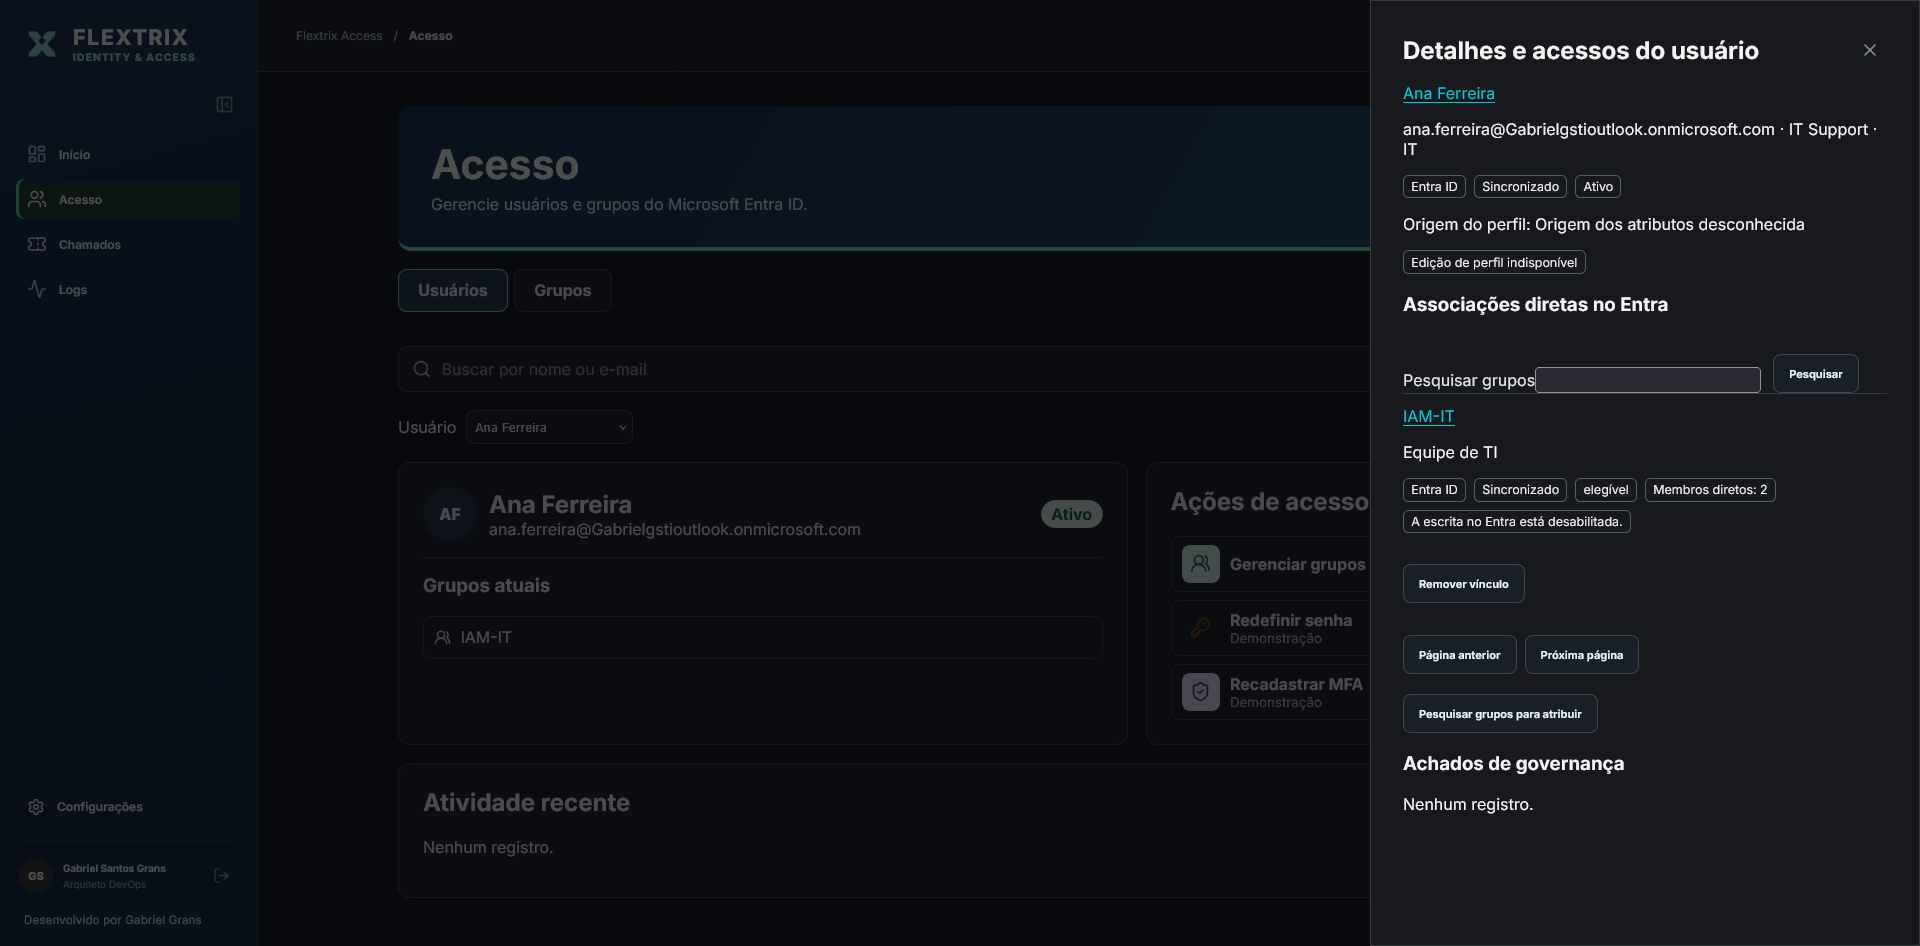 FLEXTRIX
IDENTITY & ACCESS
Início
Acesso
Chamados
Logs
Configurações
GS
Gabriel Santos Grans
Arquiteto DevOps
Desenvolvido por Gabriel Grans
Flextrix Access / Acesso
Acesso
Gerencie usuários e grupos do Microsoft Entra ID.
Usuários
Grupos
Buscar por nome ou e-mail
Usuário
Ana Ferreira
AF
Ana Ferreira
ana.ferreira@Gabrielgstioutlook.onmicrosoft.com
Ativo
Grupos atuais
IAM-IT
Ações de acesso
Gerenciar grupos
Redefinir senha
Demonstração
Recadastrar MFA
Demonstração
Atividade recente
Nenhum registro.
Detalhes e acessos do usuário
Ana Ferreira
ana.ferreira@Gabrielgstioutlook.onmicrosoft.com · IT Support ·
IT
Entra ID
Sincronizado
Ativo
Origem do perfil: Origem dos atributos desconhecida
Edição de perfil indisponível
Associações diretas no Entra
Pesquisar grupos
Pesquisar
IAM-IT
Equipe de TI
Entra ID
Sincronizado
elegível
Membros diretos: 2
A escrita no Entra está desabilitada.
Remover vínculo
Página anterior
Próxima página
Pesquisar grupos para atribuir
Achados de governança
Nenhum registro.